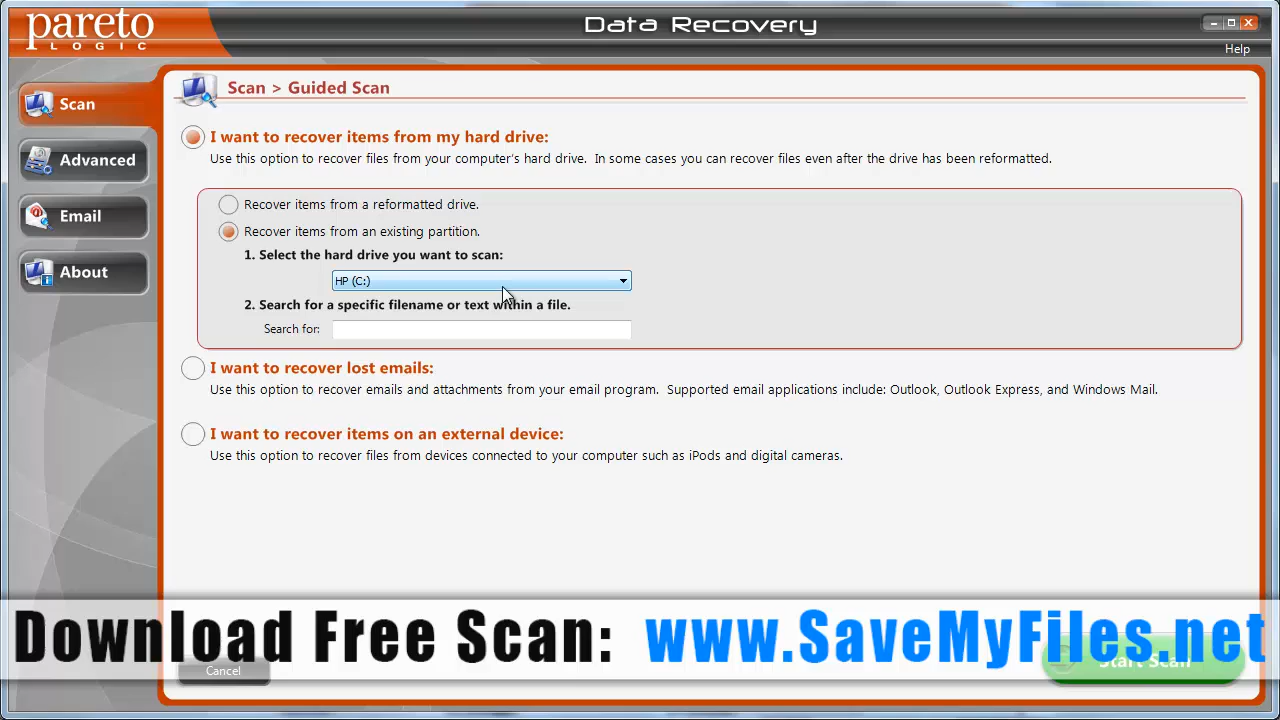 pareto
LOGIC
Data Recovery
Help
Scan
Advanced
Email
About
Scan > Guided Scan
I want to recover items from my hard drive:
Use this option to recover files from your computer's hard drive. In some cases you can recover files even after the drive has been reformatted.
Recover items from a reformatted drive.
Recover items from an existing partition.
1. Select the hard drive you want to scan:
HP (C:)
2. Search for a specific filename or text within a file.
Search for:
I want to recover lost emails:
Use this option to recover emails and attachments from your email program. Supported email applications include: Outlook, Outlook Express, and Windows Mail.
I want to recover items on an external device:
Use this option to recover files from devices connected to your computer such as iPods and digital cameras.
Download Free Scan: www.SaveMyFiles.net
Cancel
Start Scan